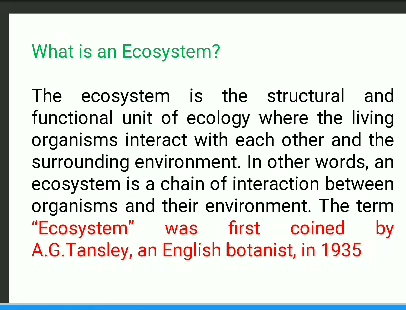 What is an Ecosystem?
The ecosystem is the structural and
functional unit of ecology where the living
organisms interact with each other and the
surrounding environment. In other words, an
ecosystem is a chain of interaction between
organisms and their environment. The term
“Ecosystem” was first coined by
A.G.Tansley, an English botanist, in 1935